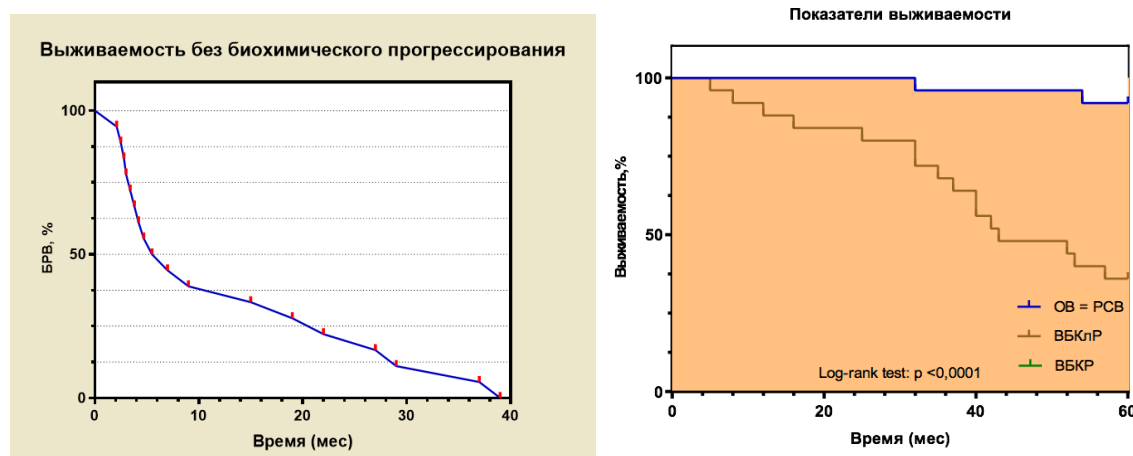 Выживаемость без биохимического прогрессирования
100
50
0
БРВ, %
0 10 20 30 40
Время (мес)
Показатели выживаемости
100
50
0
Выживаемость,%
ОВ = РСВ
ВБКлР
ВБКР
Log-rank test: p <0,0001
0 20 40 60
Время (мес)